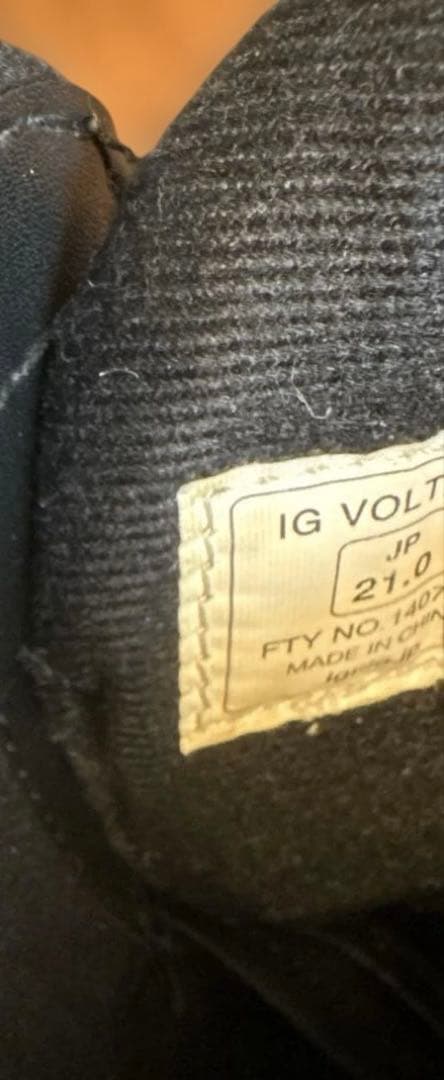 IG VOLT
JP
21.0
FTY NO. 1407
MADE IN CHIN